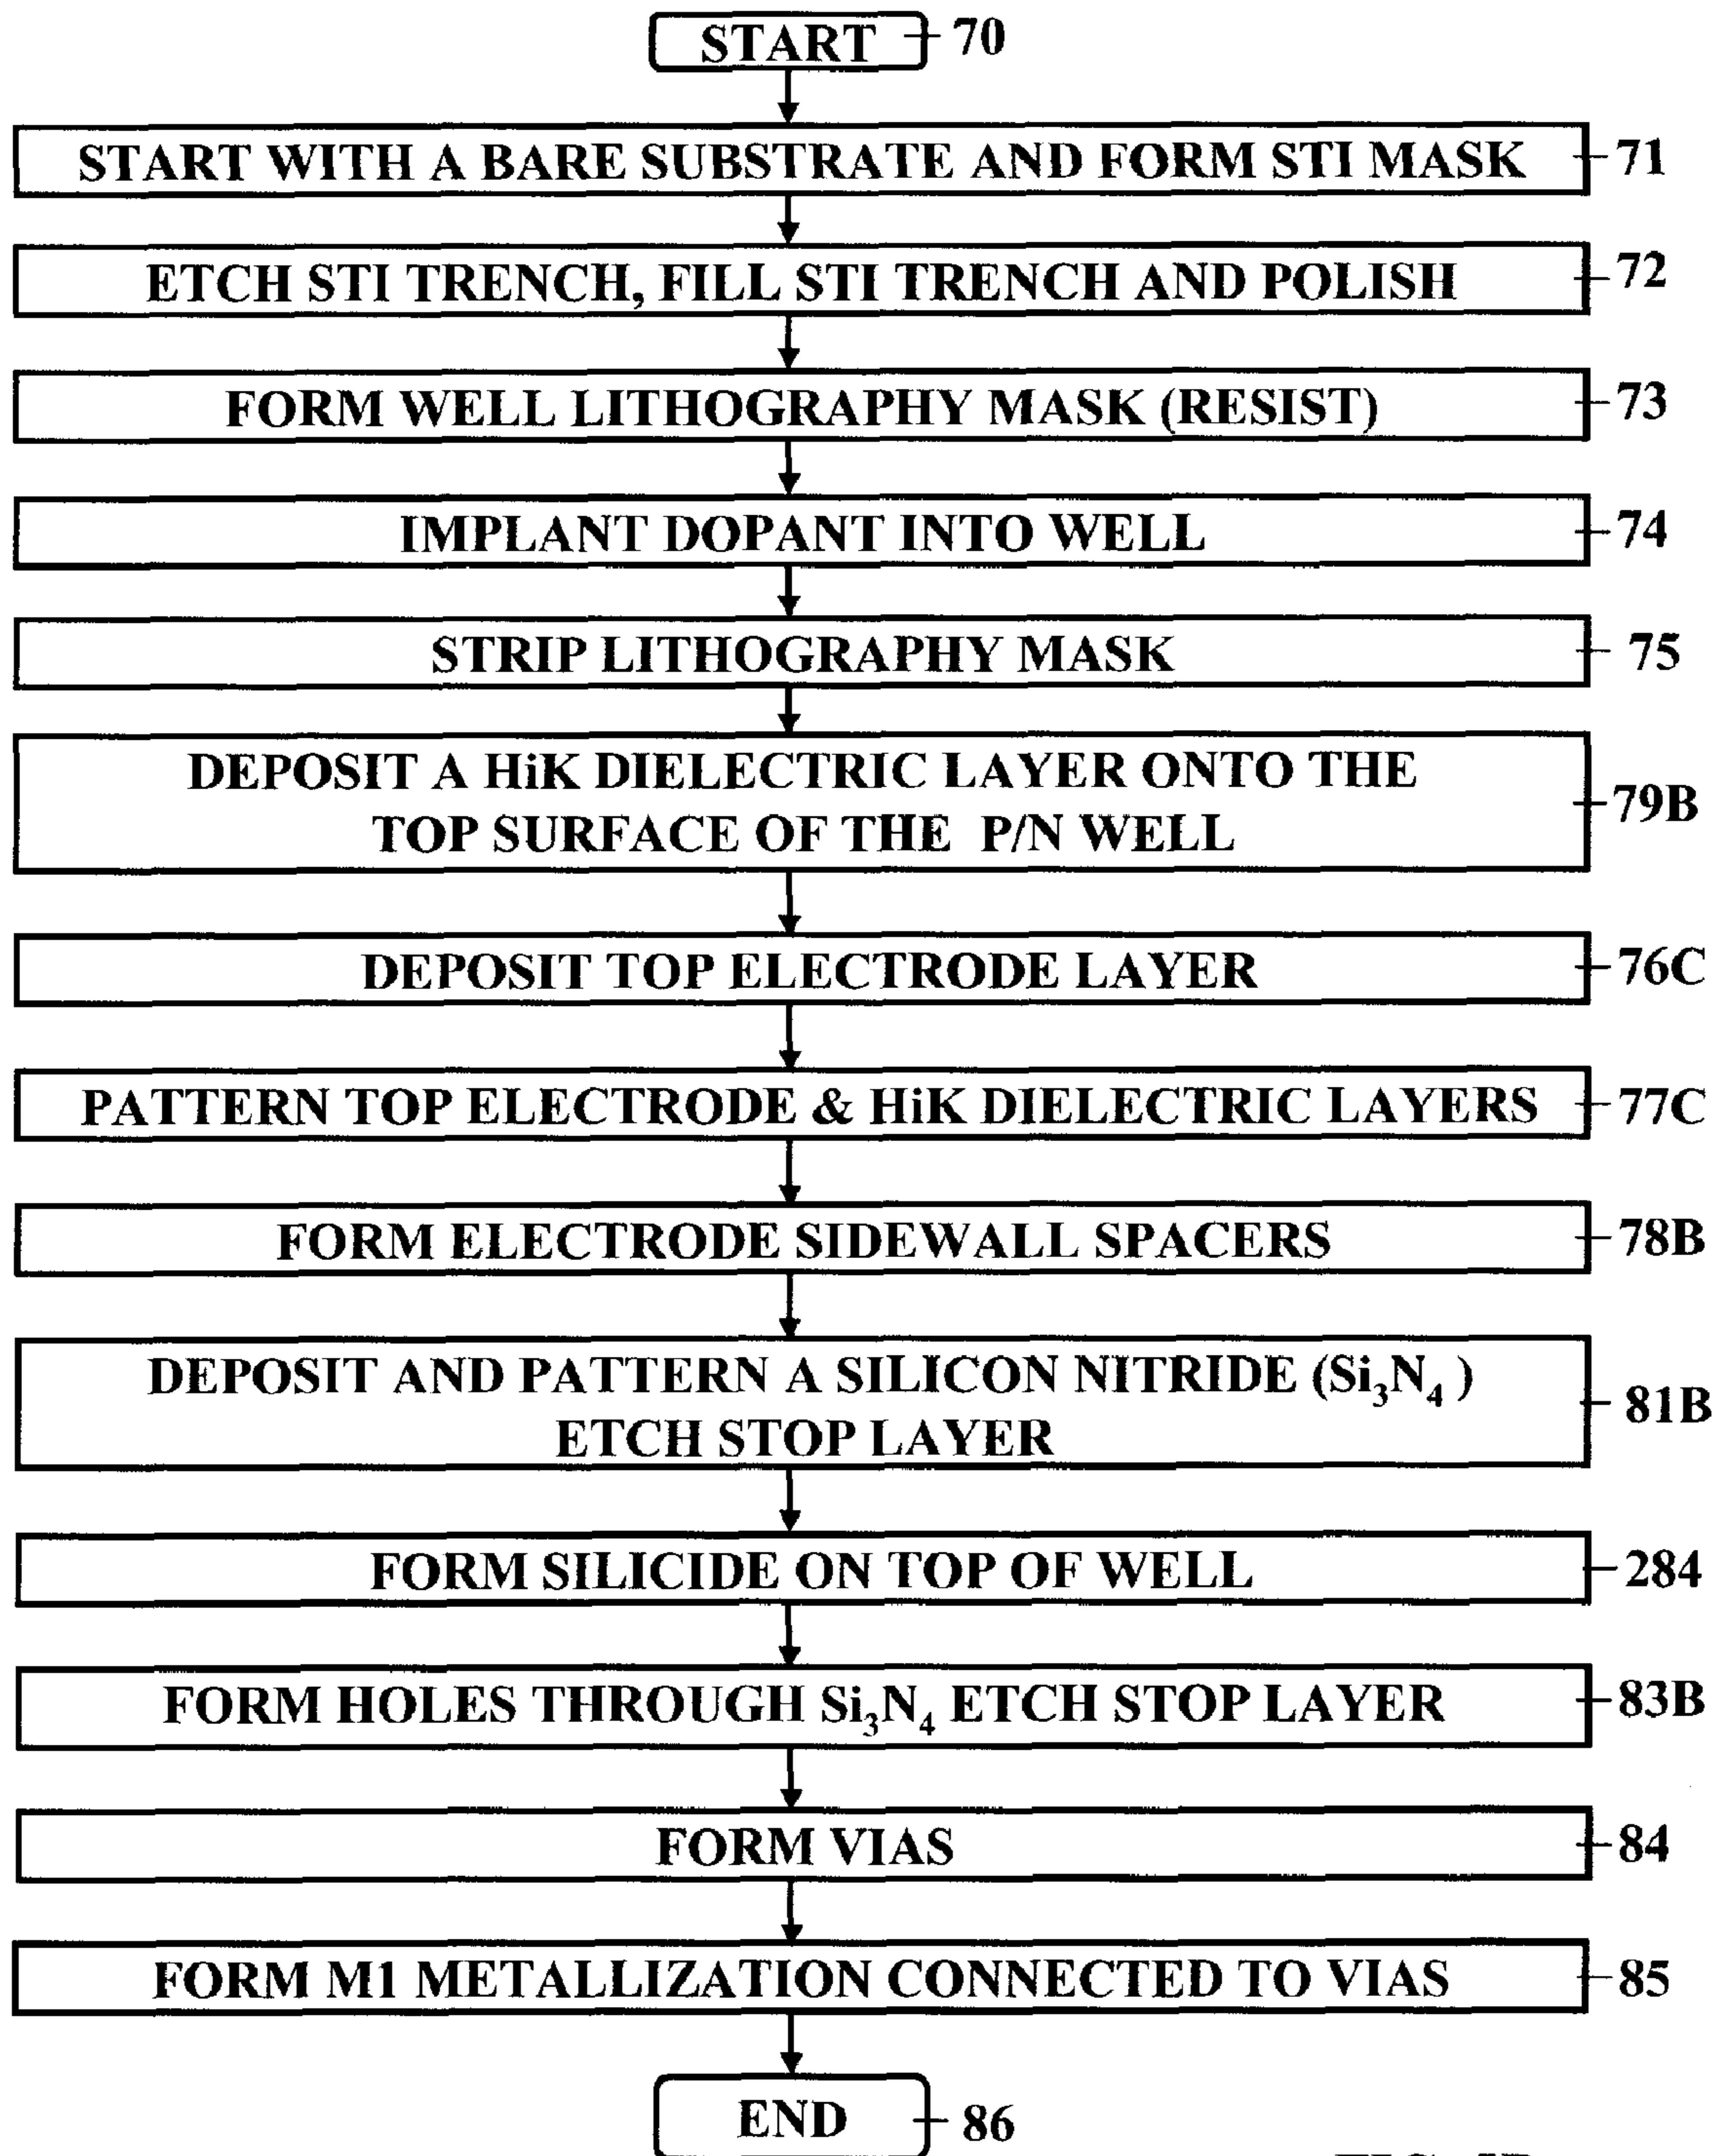 START 70
START WITH A BARE SUBSTRATE AND FORM STI MASK 71
ETCH STI TRENCH, FILL STI TRENCH AND POLISH 72
FORM WELL LITHOGRAPHY MASK (RESIST) 73
IMPLANT DOPANT INTO WELL 74
STRIP LITHOGRAPHY MASK 75
DEPOSIT A HiK DIELECTRIC LAYER ONTO THE
TOP SURFACE OF THE P/N WELL 79B
DEPOSIT TOP ELECTRODE LAYER 76C
PATTERN TOP ELECTRODE & HiK DIELECTRIC LAYERS 77C
FORM ELECTRODE SIDEWALL SPACERS 78B
DEPOSIT AND PATTERN A SILICON NITRIDE (Si₃N₄ )
ETCH STOP LAYER 81B
FORM SILICIDE ON TOP OF WELL 284
FORM HOLES THROUGH Si₃N₄ ETCH STOP LAYER 83B
FORM VIAS 84
FORM M1 METALLIZATION CONNECTED TO VIAS 85
END 86